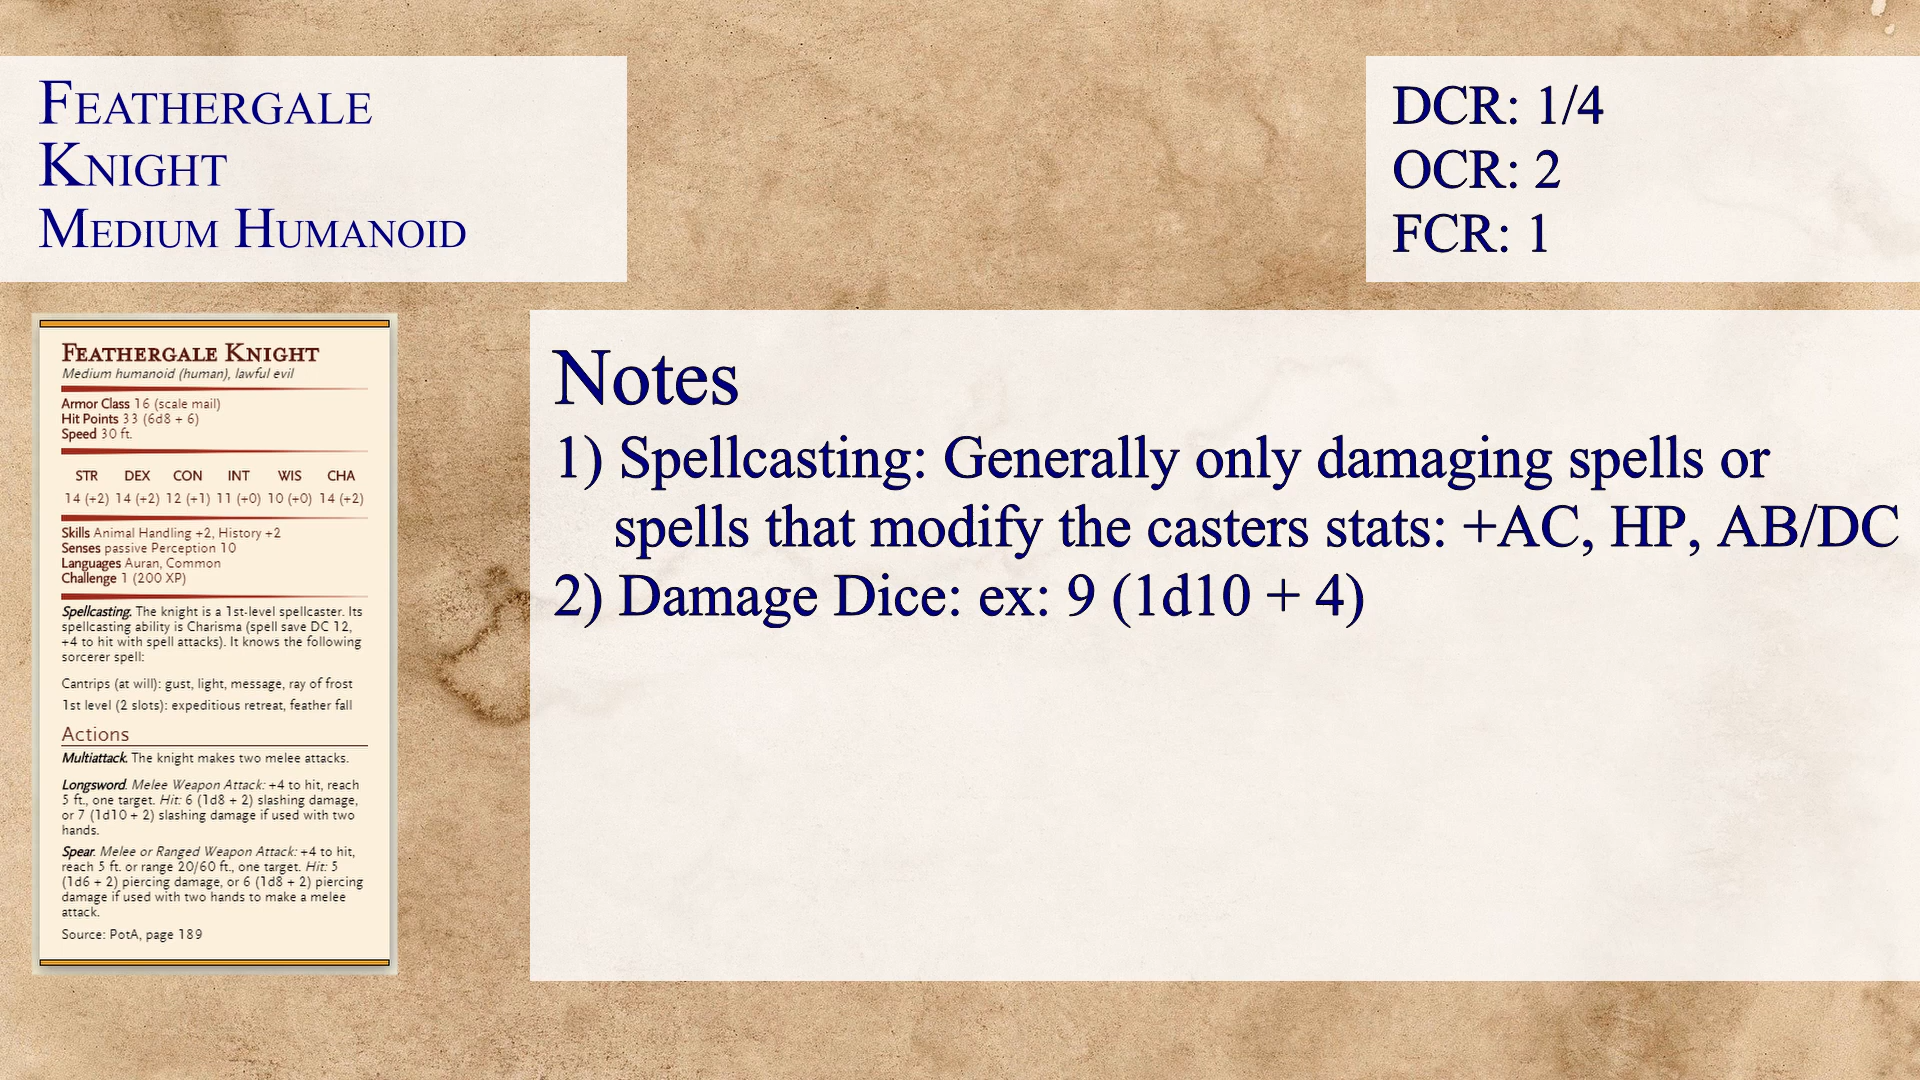 FEATHERGALE
KNIGHT
MEDIUM HUMANOID
DCR: 1/4
OCR: 2
FCR: 1
FEATHERGALE KNIGHT
Medium humanoid (human), lawful evil
Armor Class 16 (scale mail)
Hit Points 33 (6d8 + 6)
Speed 30 ft.
STR DEX CON INT WIS CHA
14 (+2) 14 (+2) 12 (+1) 11 (+0) 10 (+0) 14 (+2)
Skills Animal Handling +2, History +2
Senses passive Perception 10
Languages Auran, Common
Challenge 1 (200 XP)
Spellcasting. The knight is a 1st-level spellcaster. Its
spellcasting ability is Charisma (spell save DC 12,
+4 to hit with spell attacks). It knows the following
sorcerer spell:
Cantrips (at will): gust, light, message, ray of frost
1st level (2 slots): expeditious retreat, feather fall
Actions
Multiattack. The knight makes two melee attacks.
Longsword. Melee Weapon Attack: +4 to hit, reach
5 ft., one target. Hit: 6 (1d8 + 2) slashing damage,
or 7 (1d10 + 2) slashing damage if used with two
hands.
Spear. Melee or Ranged Weapon Attack: +4 to hit,
reach 5 ft. or range 20/60 ft., one target. Hit: 5
(1d6 + 2) piercing damage, or 6 (1d8 + 2) piercing
damage if used with two hands to make a melee
attack.
Source: PotA, page 189
Notes
1) Spellcasting: Generally only damaging spells or
spells that modify the casters stats: +AC, HP, AB/DC
2) Damage Dice: ex: 9 (1d10 + 4)